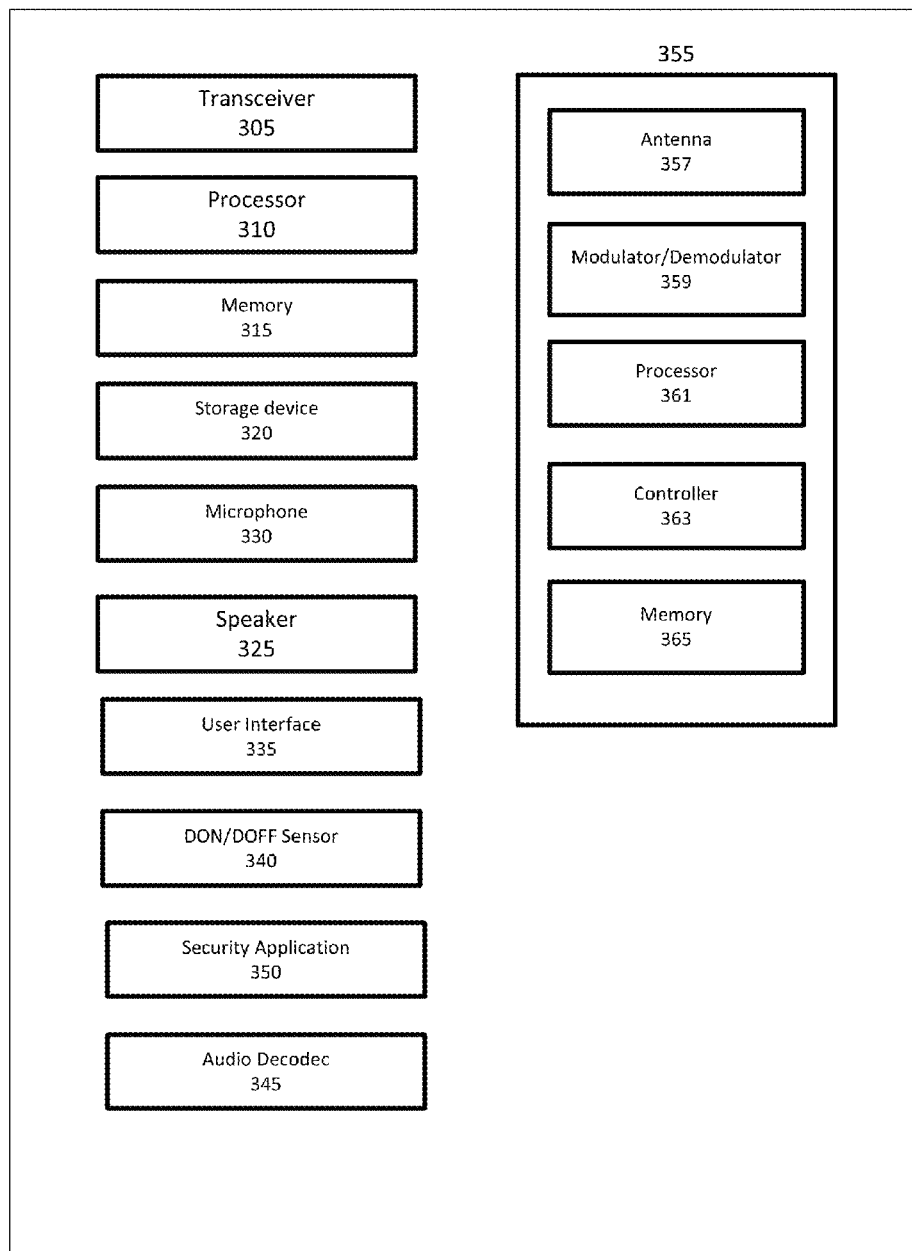 Transceiver
305
Processor
310
Memory
315
Storage device
320
Microphone
330
Speaker
325
User Interface
335
DON/DOFF Sensor
340
Security Application
350
Audio Decodec
345
355
Antenna
357
Modulator/Demodulator
359
Processor
361
Controller
363
Memory
365